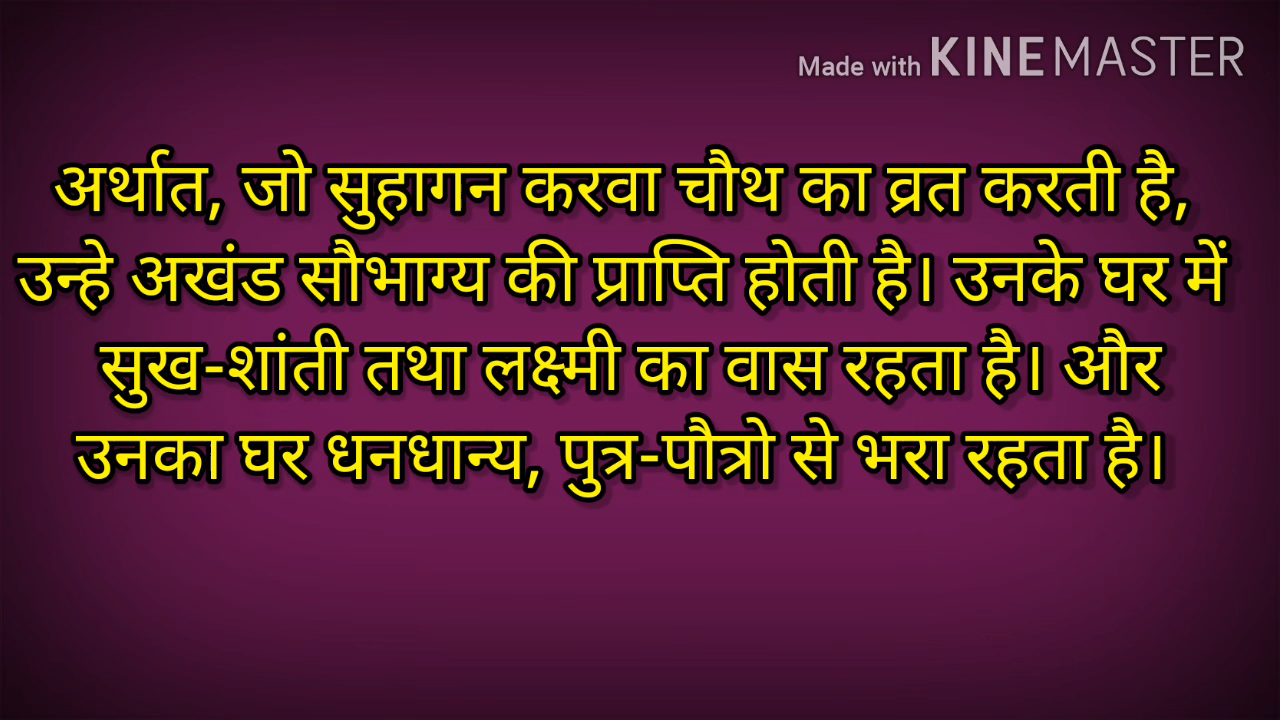 Made with KINEMASTER
अर्थात, जो सुहागन करवा चौथ का व्रत करती है,
उन्हे अखंड सौभाग्य की प्राप्ति होती है। उनके घर में
सुख-शांती तथा लक्ष्मी का वास रहता है। और
उनका घर धनधान्य, पुत्र-पौत्रो से भरा रहता है।